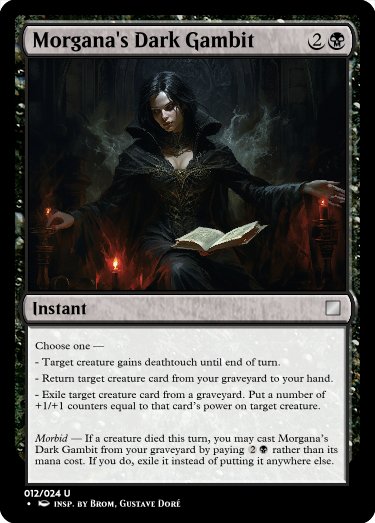 Morgana's Dark Gambit 2
Instant
Choose one —
- Target creature gains deathtouch until end of turn.
- Return target creature card from your graveyard to your hand.
- Exile target creature card from a graveyard. Put a number of
+1/+1 counters equal to that card's power on target creature.
Morbid — If a creature died this turn, you may cast Morgana's
Dark Gambit from your graveyard by paying 2 rather than its
mana cost. If you do, exile it instead of putting it anywhere else.
012/024 U
• insp. by Brom, Gustave Doré